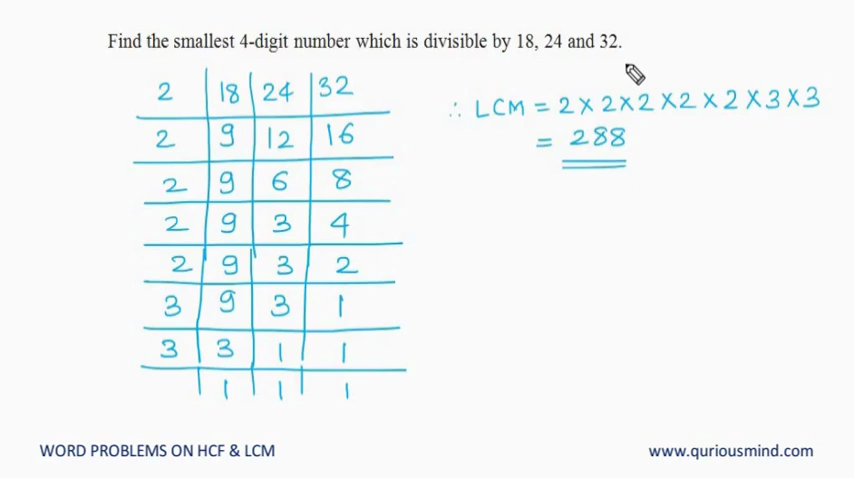 Find the smallest 4-digit number which is divisible by 18, 24 and 32.
2 18 24 32
2 9 12 16
2 9 6 8
2 9 3 4
2 9 3 2
3 9 3 1
3 3 1 1
1 1 1
∴ LCM = 2 × 2 × 2 × 2 × 2 × 3 × 3
= 288
WORD PROBLEMS ON HCF & LCM
www.quriousmind.com